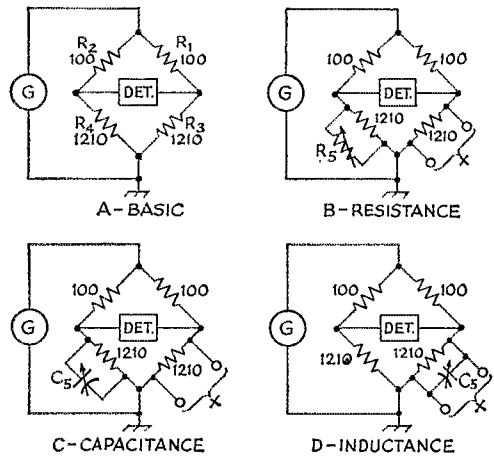 R2
100
R1
100
G
DET.
R4
1210
R3
1210
A-BASIC
100
100
G
DET.
1210
1210
R5
X
B-RESISTANCE
100
100
G
DET.
1210
1210
C5
X
C-CAPACITANCE
100
100
G
DET.
1210
1210
C5
X
D-INDUCTANCE